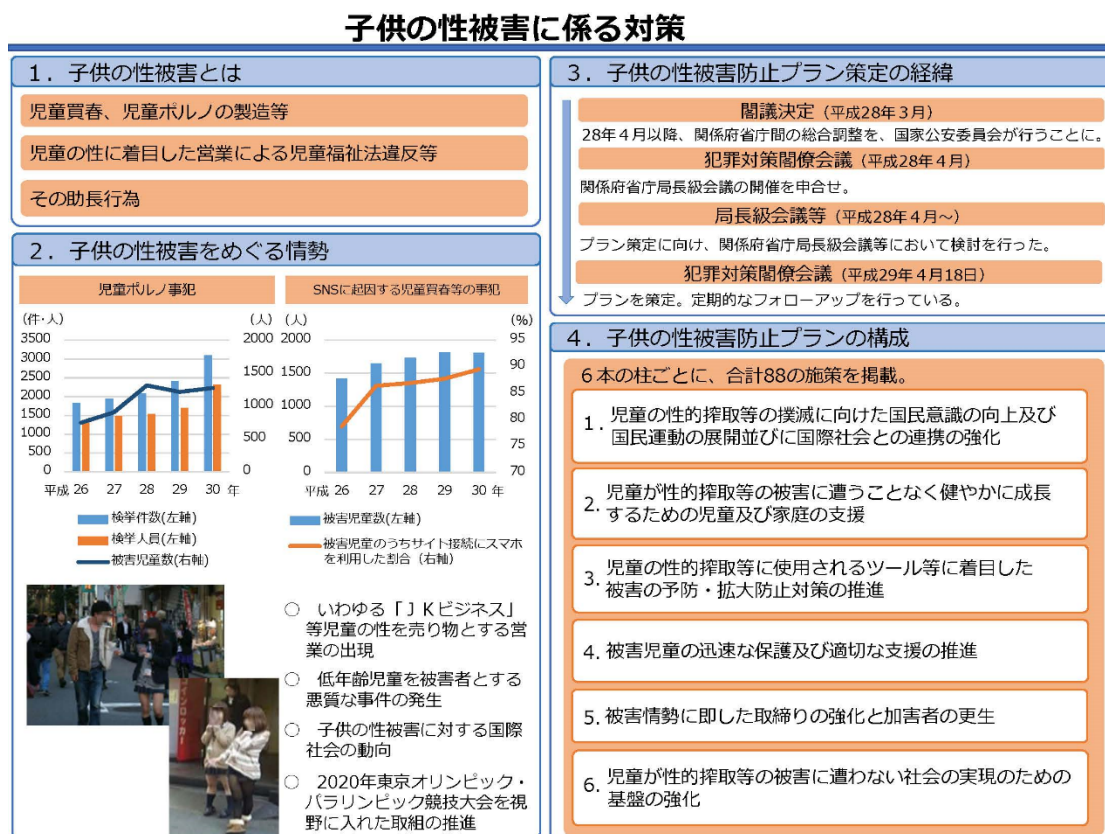 子供の性被害に係る対策
1．子供の性被害とは
児童買春、児童ポルノの製造等
児童の性に着目した営業による児童福祉法違反等
その助長行為
2．子供の性被害をめぐる情勢
児童ポルノ事犯
(件・人)
(人)
3500
3000
2500
2000
1500
1000
500
0
2000
1500
1000
500
0
平成 26 27 28 29 30 年
検挙件数(左軸)
検挙人員(左軸)
被害児童数(右軸)
SNSに起因する児童買春等の事犯
(人)
(%)
2000
1500
1000
500
0
95
90
85
80
75
70
平成 26 27 28 29 30 年
被害児童数(左軸)
被害児童のうちサイト接続にスマホ
を利用した割合（右軸）
コインロッカー
○ いわゆる「ＪＫビジネス」
等児童の性を売り物とする営
業の出現
○ 低年齢児童を被害者とする
悪質な事件の発生
○ 子供の性被害に対する国際
社会の動向
○ 2020年東京オリンピック・
パラリンピック競技大会を視
野に入れた取組の推進
3．子供の性被害防止プラン策定の経緯
閣議決定（平成28年３月）
28年４月以降、関係府省庁間の総合調整を、国家公安委員会が行うことに。
犯罪対策閣僚会議（平成28年４月）
関係府省庁局長級会議の開催を申合せ。
局長級会議等（平成28年４月～）
プラン策定に向け、関係府省庁局長級会議等において検討を行った。
犯罪対策閣僚会議（平成29年４月18日）
プランを策定。定期的なフォローアップを行っている。
4．子供の性被害防止プランの構成
６本の柱ごとに、合計88の施策を掲載。
1．児童の性的搾取等の撲滅に向けた国民意識の向上及び
国民運動の展開並びに国際社会との連携の強化
2．児童が性的搾取等の被害に遭うことなく健やかに成長
するための児童及び家庭の支援
3．児童の性的搾取等に使用されるツール等に着目した
被害の予防・拡大防止対策の推進
4．被害児童の迅速な保護及び適切な支援の推進
5．被害情勢に即した取締りの強化と加害者の更生
6．児童が性的搾取等の被害に遭わない社会の実現のための
基盤の強化